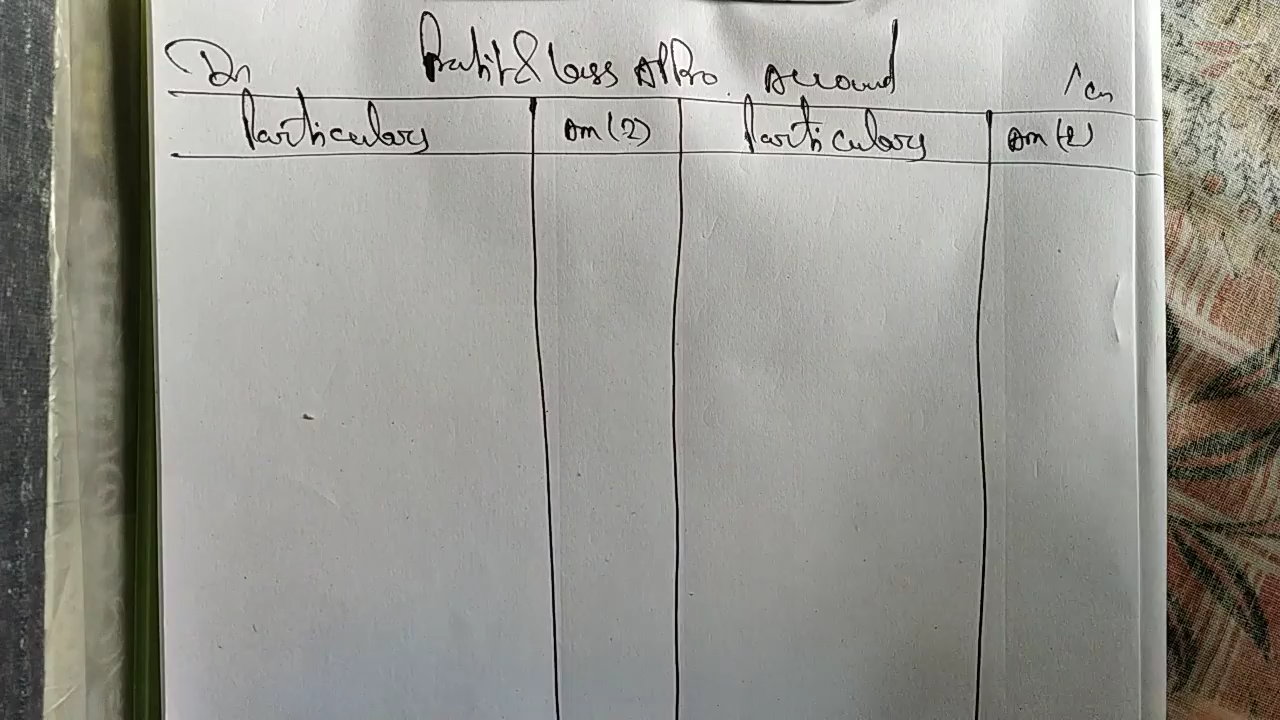 Dr Profit & loss Appro. Account Cr
Particulars Am (₹) Particulars Am (₹)